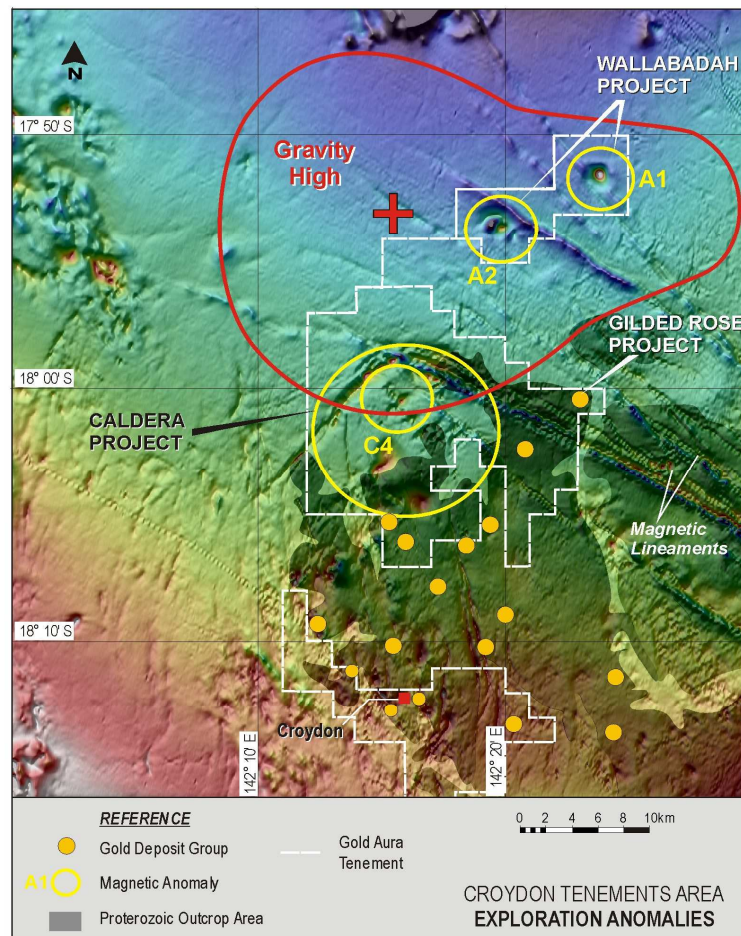 WALLABADAH
PROJECT
N
17° 50' S
Gravity
High
A1
A2
GILDED ROSE
PROJECT
18° 00' S
CALDERA
PROJECT
C4
Magnetic
Lineaments
18° 10' S
Croydon
142° 10' E
142° 20' E
REFERENCE
Gold Deposit Group
Gold Aura
Tenement
A1 Magnetic Anomaly
Proterozoic Outcrop Area
0 2 4 6 8 10km
CROYDON TENEMENTS AREA
EXPLORATION ANOMALIES